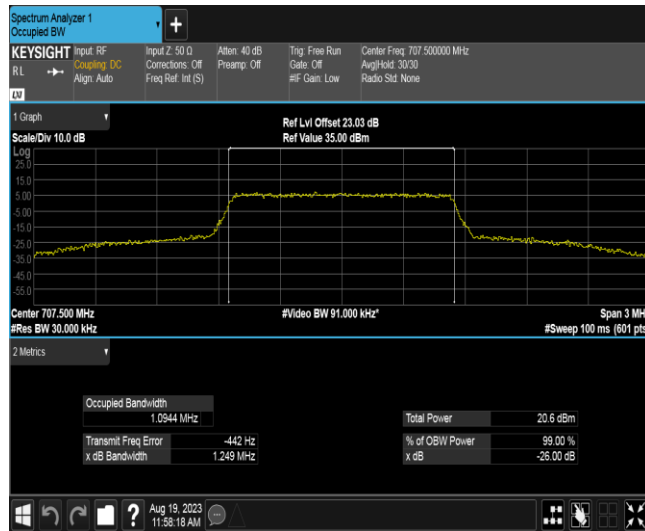 Spectrum Analyzer 1
Occupied BW
+
KEYSIGHT
RL
LXI
Input: RF
Coupling: DC
Align: Auto
Input Z: 50 Ω
Corrections: Off
Freq Ref: Int (S)
Atten: 40 dB
Preamp: Off
Trig: Free Run
Gate: Off
#IF Gain: Low
Center Freq: 707.500000 MHz
Avg|Hold: 30/30
Radio Std: None
1 Graph
Scale/Div 10.0 dB
Ref Lvl Offset 23.03 dB
Ref Value 35.00 dBm
Log
25.0
15.0
5.00
-5.00
-15.0
-25.0
-35.0
-45.0
-55.0
Center 707.500 MHz
#Res BW 30.000 kHz
#Video BW 91.000 kHz*
Span 3 MH
#Sweep 100 ms (601 pts
2 Metrics
Occupied Bandwidth
1.0944 MHz
Transmit Freq Error -442 Hz
x dB Bandwidth 1.249 MHz
Total Power 20.6 dBm
% of OBW Power 99.00 %
x dB -26.00 dB
?
Aug 19, 2023
11:58:18 AM